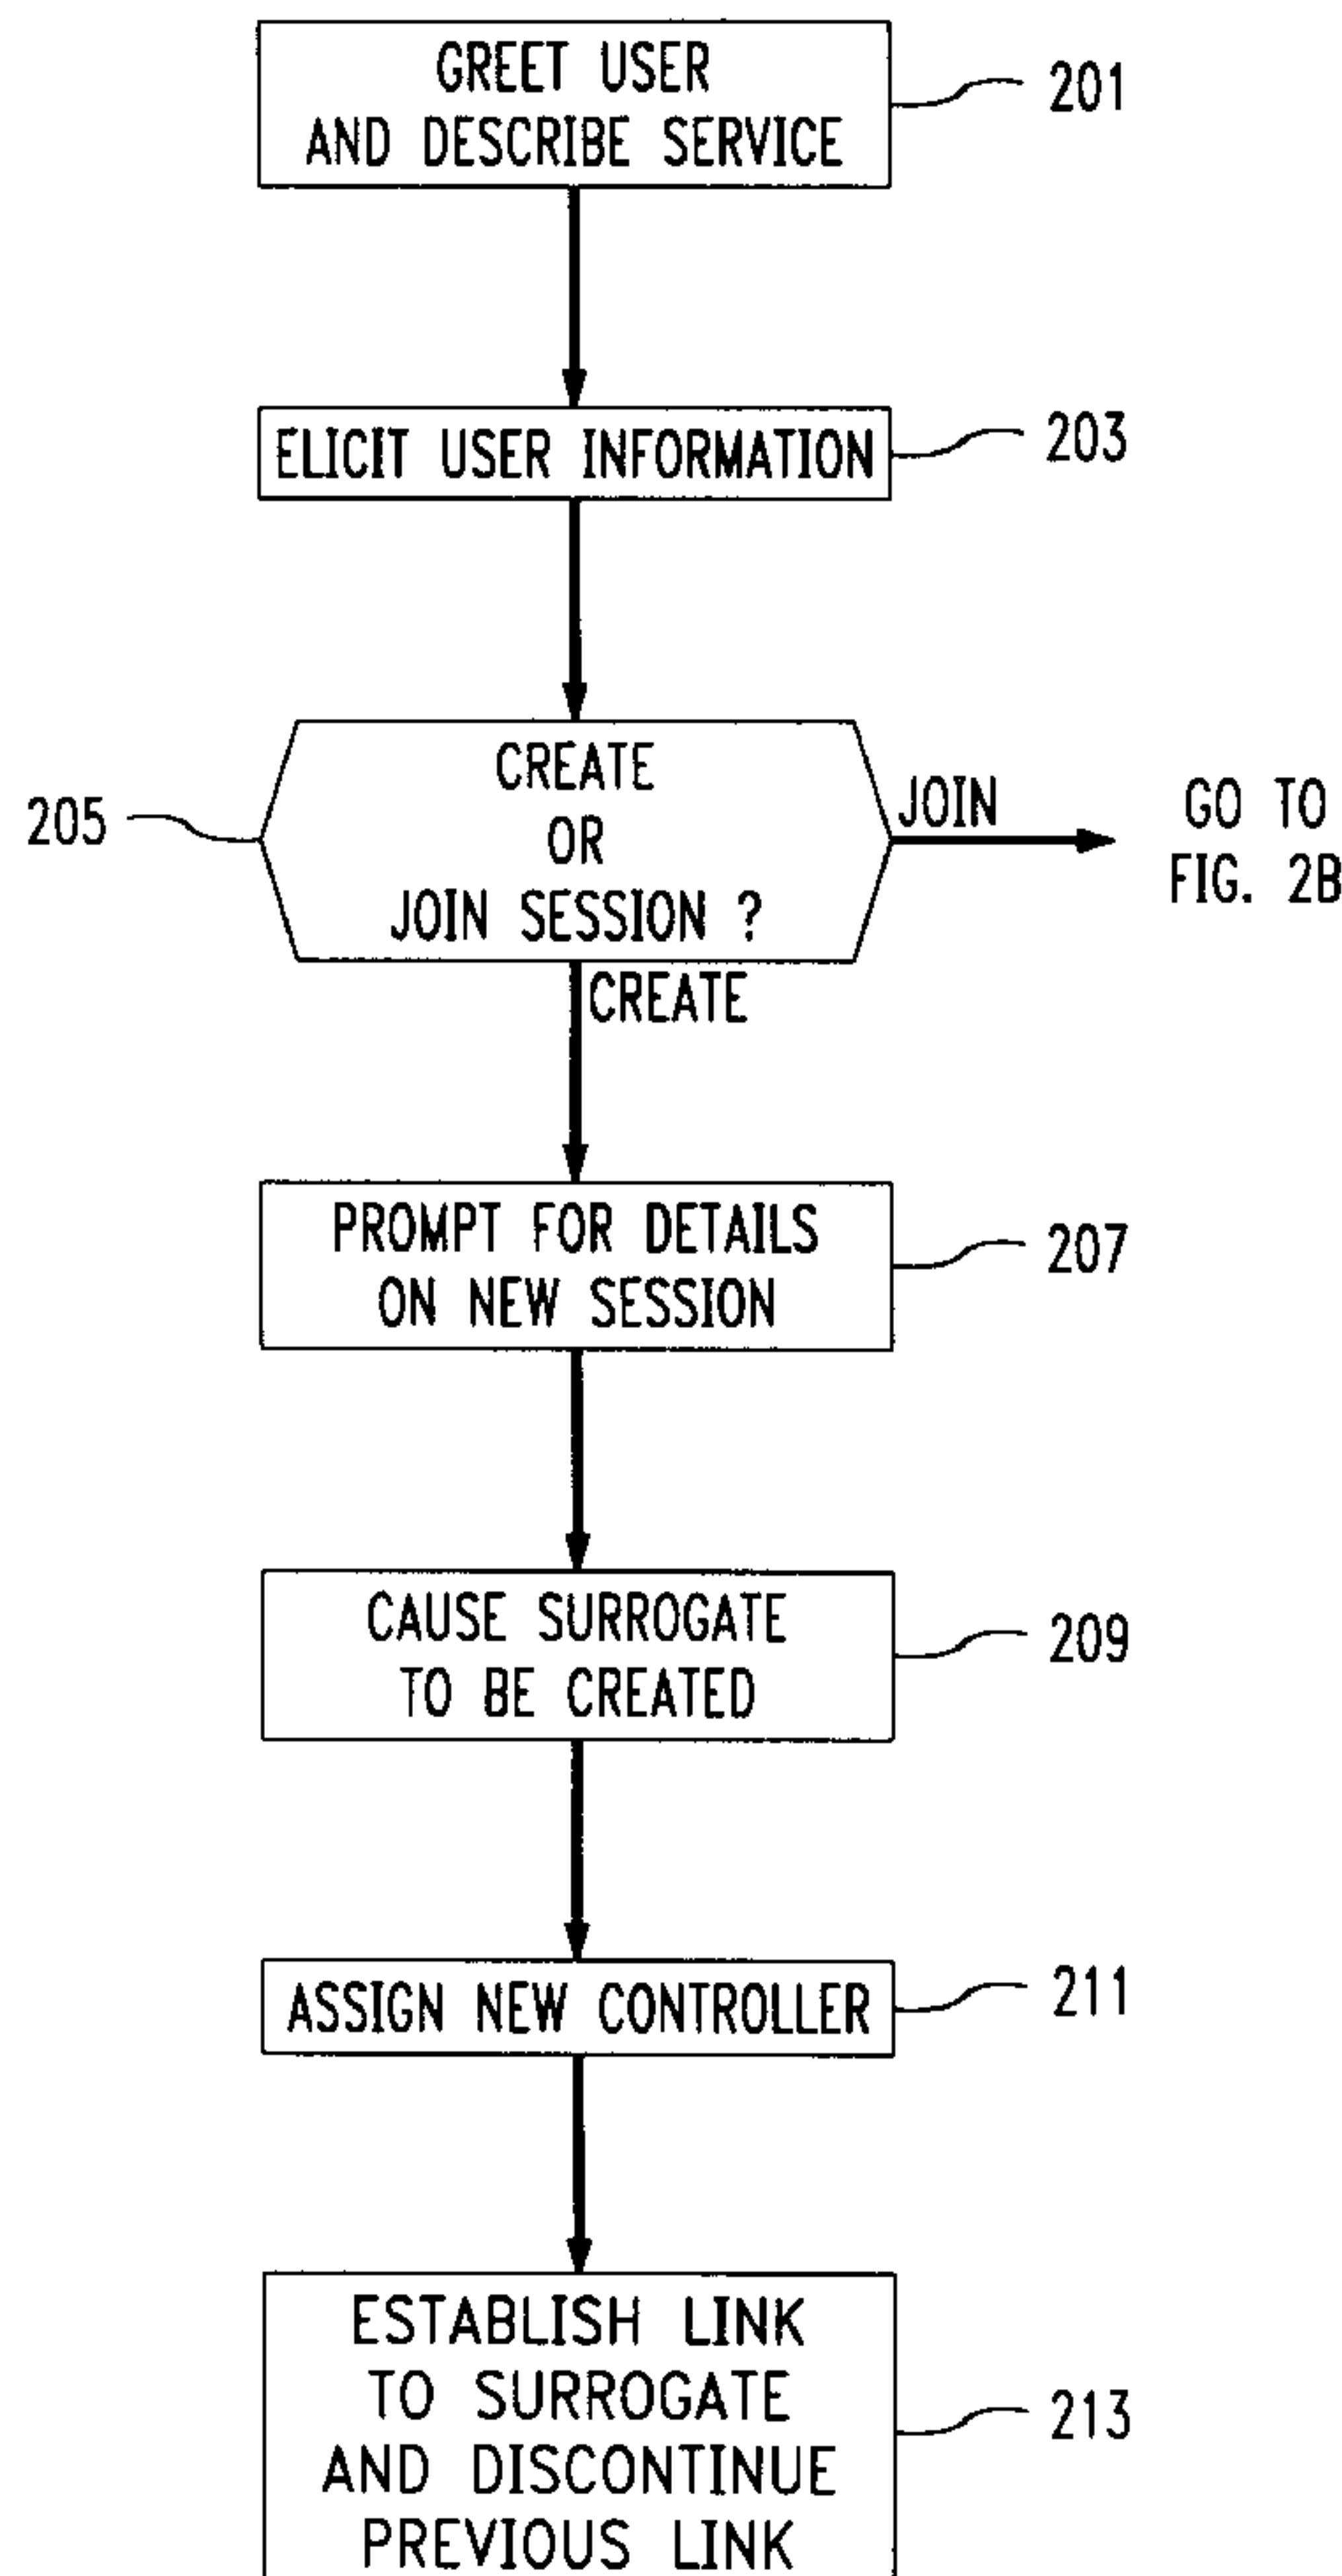 GREET USER
AND DESCRIBE SERVICE
201
ELICIT USER INFORMATION
203
CREATE
OR
JOIN SESSION ?
205
JOIN
GO TO
FIG. 2B
CREATE
PROMPT FOR DETAILS
ON NEW SESSION
207
CAUSE SURROGATE
TO BE CREATED
209
ASSIGN NEW CONTROLLER
211
ESTABLISH LINK
TO SURROGATE
AND DISCONTINUE
PREVIOUS LINK
213